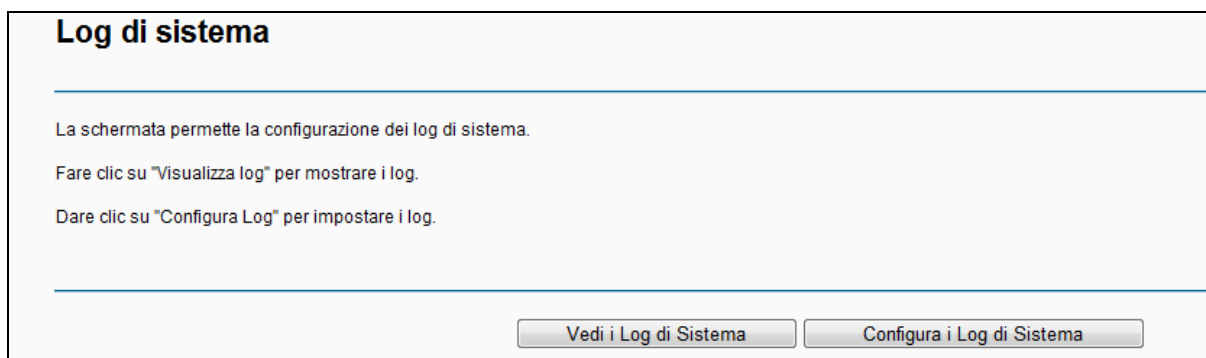 Log di sistema
La schermata permette la configurazione dei log di sistema.
Fare clic su "Visualizza log" per mostrare i log.
Dare clic su "Configura Log" per impostare i log.
Vedi i Log di Sistema Configura i Log di Sistema